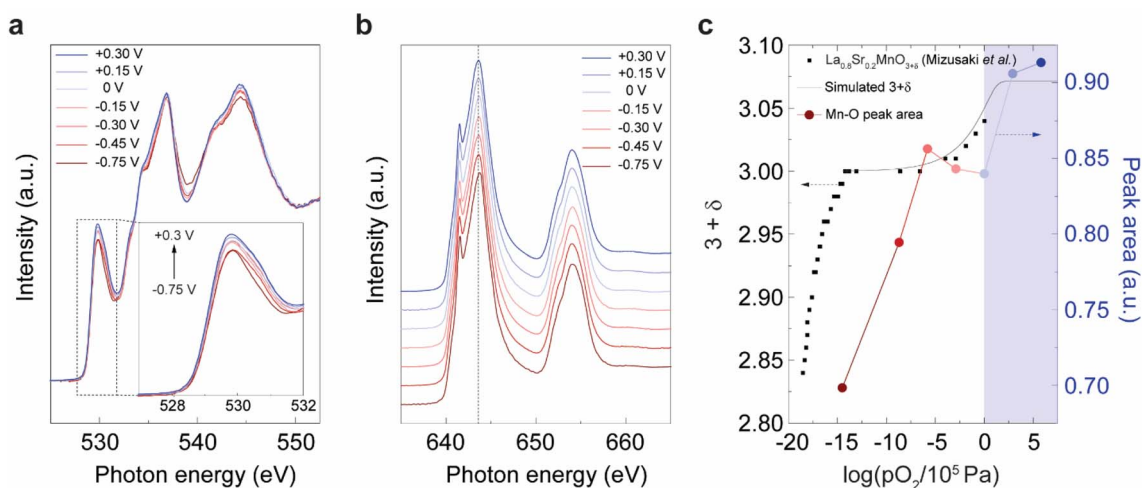 a
+0.30 V
+0.15 V
0 V
-0.15 V
-0.30 V
-0.45 V
-0.75 V
Intensity (a.u.)
+0.3 V
-0.75 V
528 530 532
530 540 550
Photon energy (eV)
b
+0.30 V
+0.15 V
0 V
-0.15 V
-0.30 V
-0.45 V
-0.75 V
Intensity (a.u.)
640 650 660
Photon energy (eV)
c
La0.8Sr0.2MnO3+δ (Mizusaki et al.)
Simulated 3+δ
Mn-O peak area
3 + δ
3.10
3.05
3.00
2.95
2.90
2.85
2.80
0.90
0.85
0.80
0.75
0.70
Peak area (a.u.)
-20 -15 -10 -5 0 5
log(pO2/10⁵ Pa)